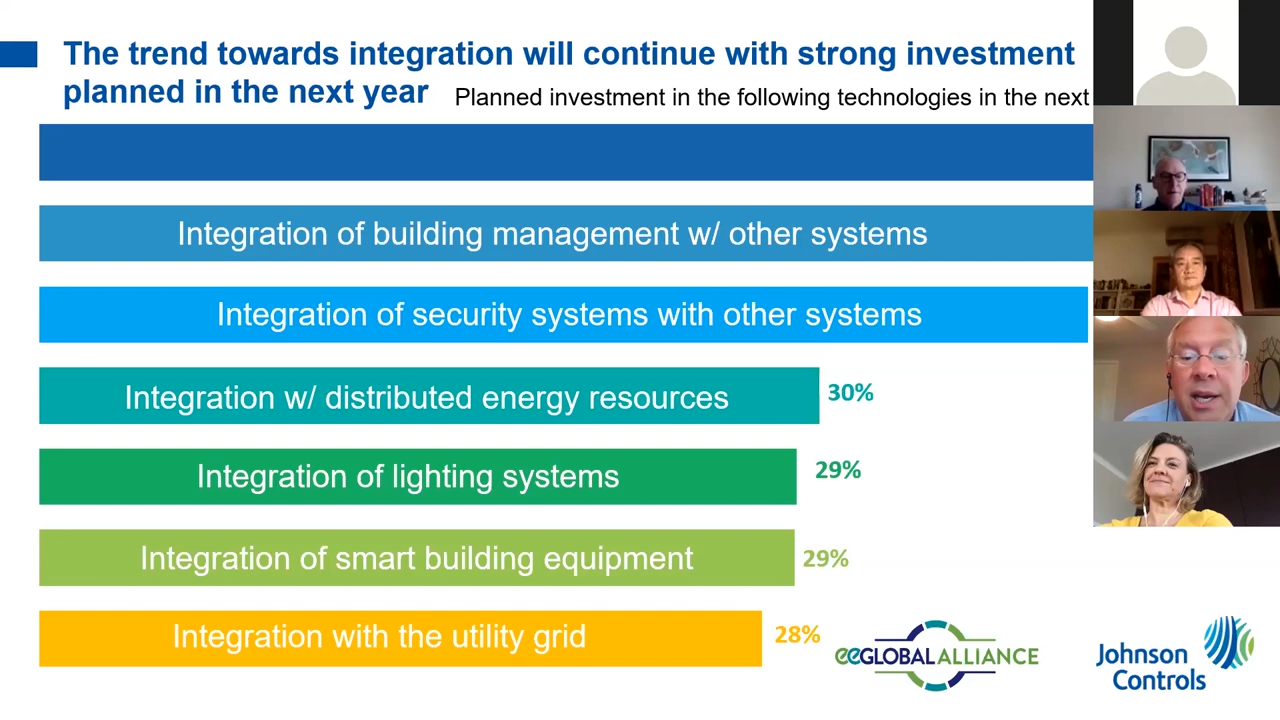 The trend towards integration will continue with strong investment
planned in the next year
Planned investment in the following technologies in the next
Integration of building management w/ other systems
Integration of security systems with other systems
Integration w/ distributed energy resources
30%
Integration of lighting systems
29%
Integration of smart building equipment
29%
Integration with the utility grid
28%
eeGLOBAL ALLIANCE
Johnson
Controls